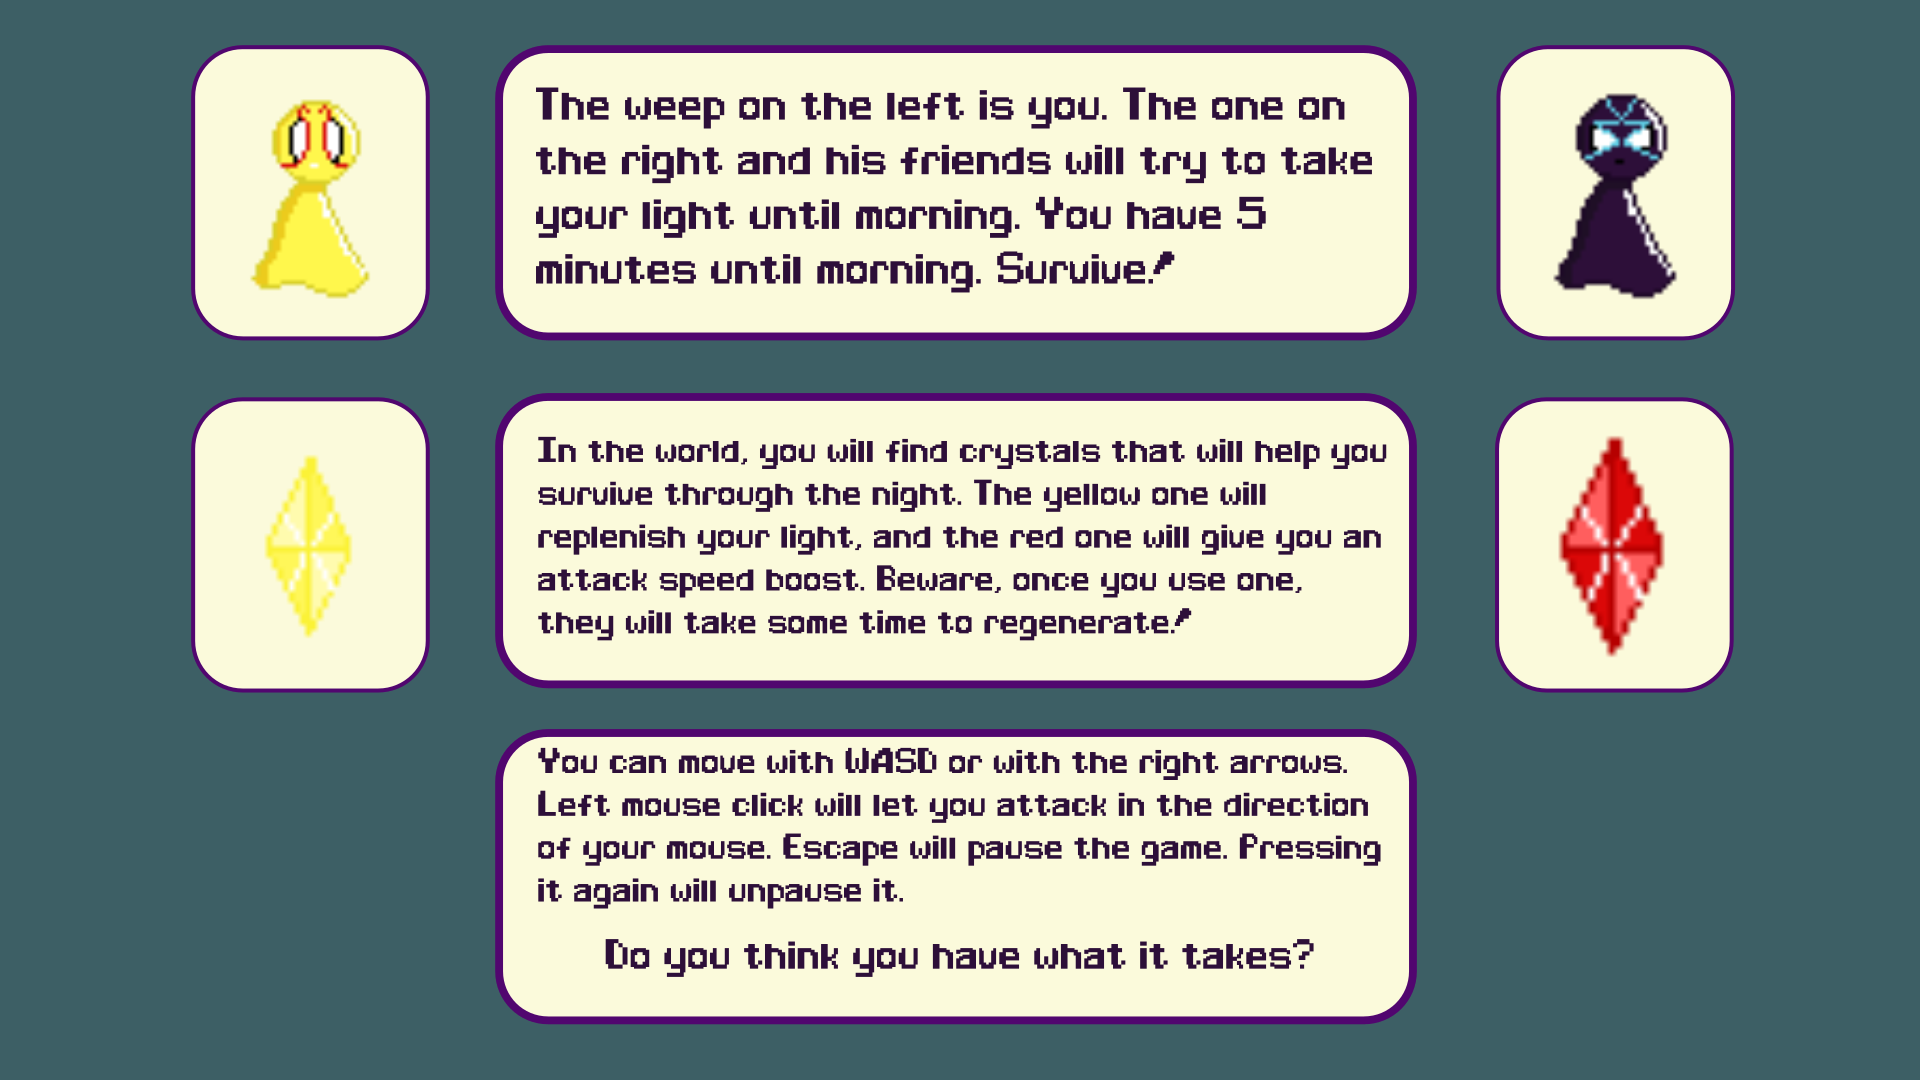 The weep on the left is you. The one on
the right and his friends will try to take
your light until morning. You have 5
minutes until morning. Survive!
In the world, you will find crystals that will help you
survive through the night. The yellow one will
replenish your light, and the red one will give you an
attack speed boost. Beware, once you use one,
they will take some time to regenerate!
You can move with WASD or with the right arrows.
Left mouse click will let you attack in the direction
of your mouse. Escape will pause the game. Pressing
it again will unpause it.
Do you think you have what it takes?